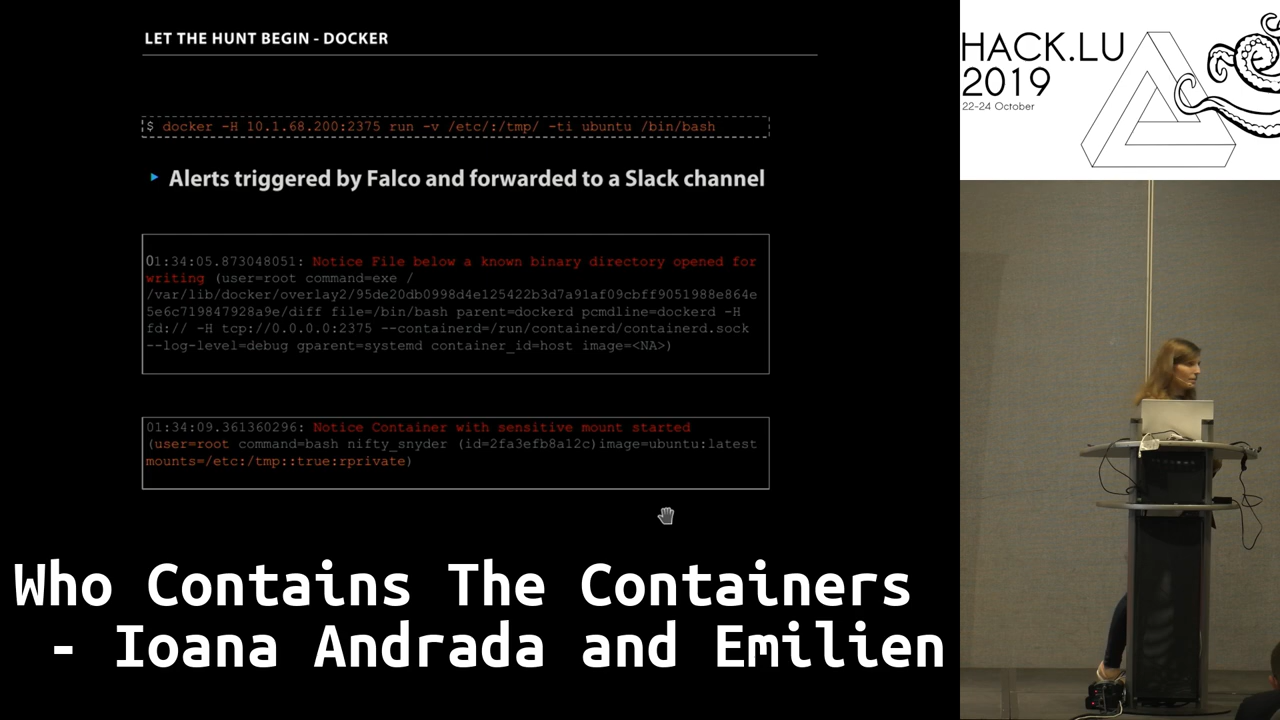 LET THE HUNT BEGIN - DOCKER
$ docker -H 10.1.68.200:2375 run -v /etc/:/tmp/ -ti ubuntu /bin/bash
Alerts triggered by Falco and forwarded to a Slack channel
01:34:05.873048051: Notice File below a known binary directory opened for
writing (user=root command=exe /
/var/lib/docker/overlay2/95de20db0998d4e125422b3d7a91af09cbff9051988e864e
5e6c719847928a9e/diff file=/bin/bash parent=dockerd pcmdline=dockerd -H
fd:// -H tcp://0.0.0.0:2375 --containerd=/run/containerd/containerd.sock
--log-level=debug gparent=systemd container_id=host image=<NA>)
01:34:09.361360296: Notice Container with sensitive mount started
(user=root command=bash nifty_snyder (id=2fa3efb8a12c)image=ubuntu:latest
mounts=/etc:/tmp::true:rprivate)
HACK.LU
2019
22-24 October
Who Contains The Containers
- Ioana Andrada and Emilien